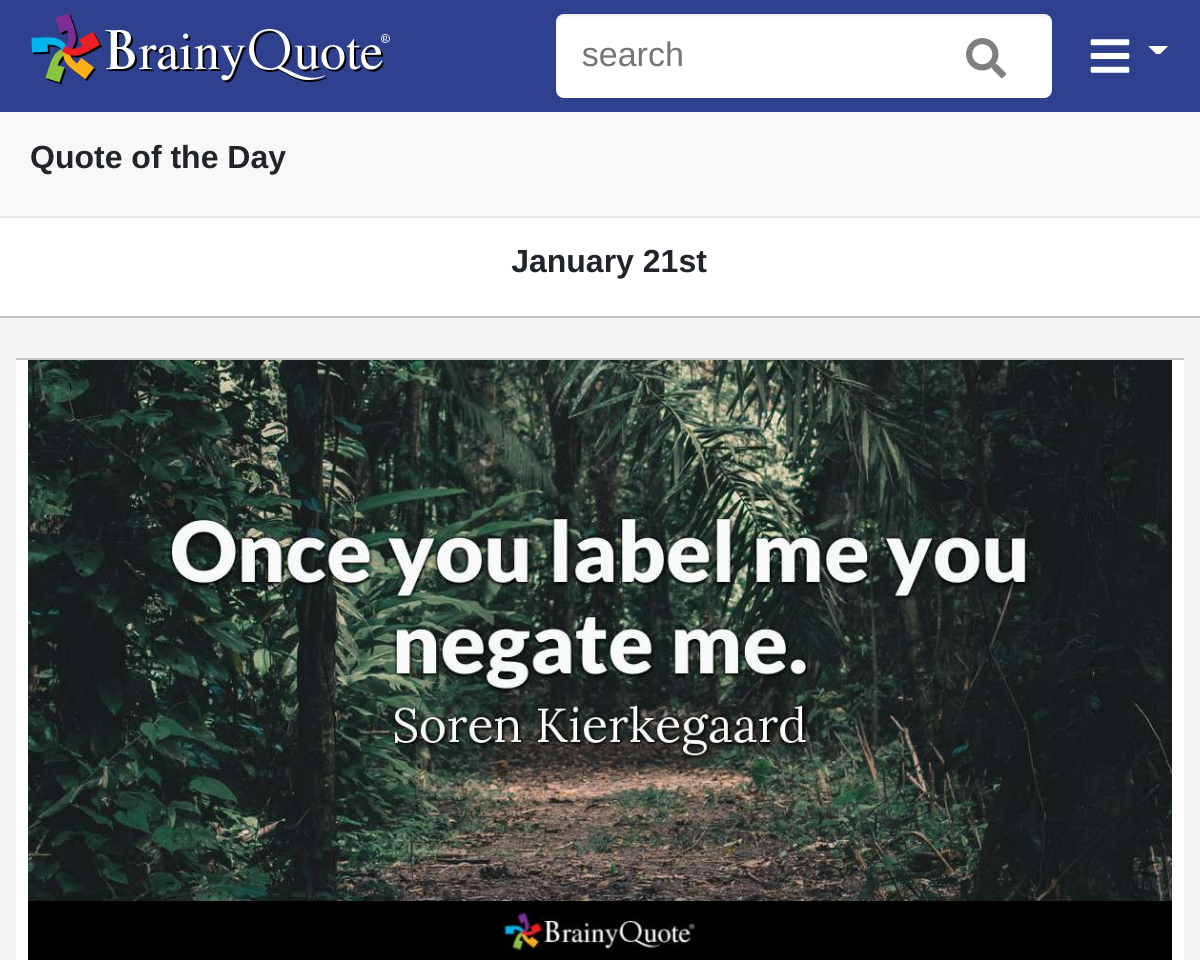 BrainyQuote®
search
Quote of the Day
January 21st
Once you label me you
negate me.
Soren Kierkegaard
BrainyQuote®